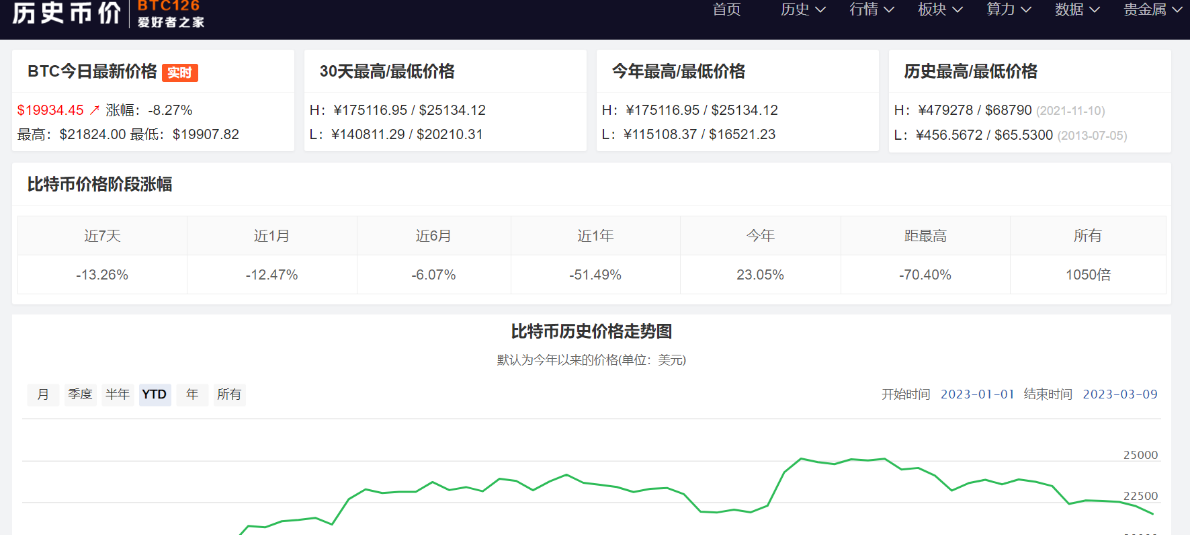 历史币价 BTC126 爱好者之家
首页 历史 行情 板块 算力 数据 贵金属
BTC今日最新价格 实时
$19934.45 ↗ 涨幅：-8.27%
最高：$21824.00 最低：$19907.82
30天最高/最低价格
H：¥175116.95 / $25134.12
L：¥140811.29 / $20210.31
今年最高/最低价格
H：¥175116.95 / $25134.12
L：¥115108.37 / $16521.23
历史最高/最低价格
H：¥479278 / $68790 (2021-11-10)
L：¥456.5672 / $65.5300 (2013-07-05)
比特币价格阶段涨幅
近7天 近1月 近6月 近1年 今年 距最高 所有
-13.26% -12.47% -6.07% -51.49% 23.05% -70.40% 1050倍
比特币历史价格走势图
默认为今年以来的价格(单位：美元)
月 季度 半年 YTD 年 所有 开始时间 2023-01-01 结束时间 2023-03-09
25000
22500